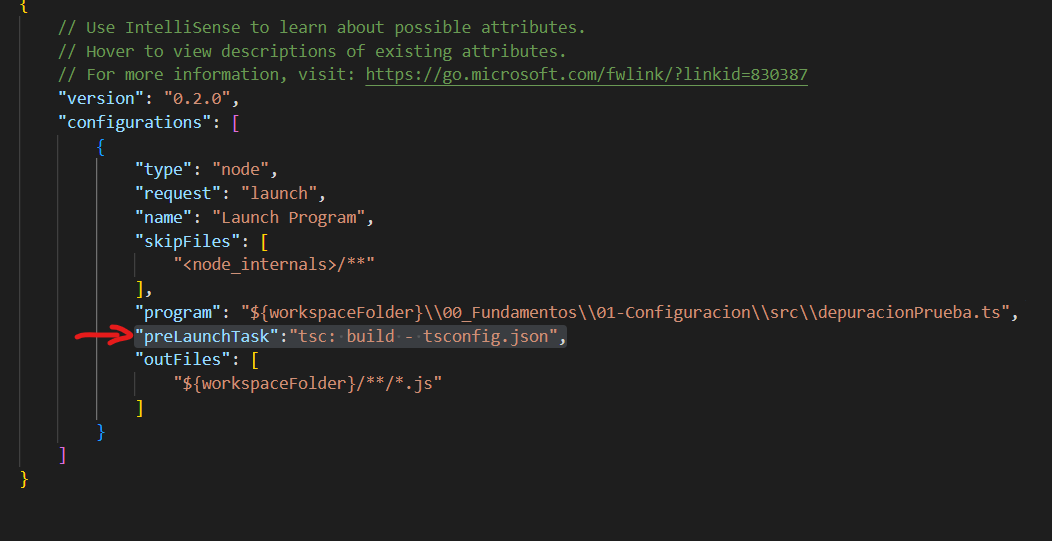 {
// Use IntelliSense to learn about possible attributes.
// Hover to view descriptions of existing attributes.
// For more information, visit: https://go.microsoft.com/fwlink/?linkid=830387
"version": "0.2.0",
"configurations": [
{
"type": "node",
"request": "launch",
"name": "Launch Program",
"skipFiles": [
"<node_internals>/**"
],
"program": "${workspaceFolder}\\00_Fundamentos\\01-Configuracion\\src\\depuracionPrueba.ts",
"preLaunchTask":"tsc: build - tsconfig.json",
"outFiles": [
"${workspaceFolder}/**/*.js"
]
}
]
}